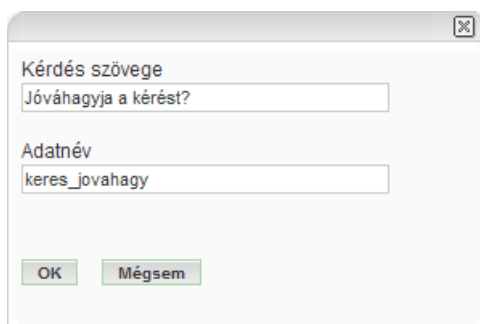 Kérdés szövege
Jóváhagyja a kérést?
Adatnév
keres_jovahagy
OK Mégsem